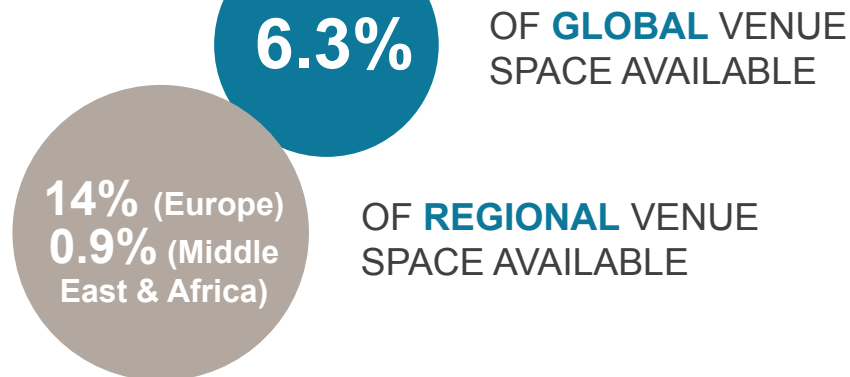 6.3%
OF GLOBAL VENUE
SPACE AVAILABLE
14% (Europe)
0.9% (Middle
East & Africa)
OF REGIONAL VENUE
SPACE AVAILABLE